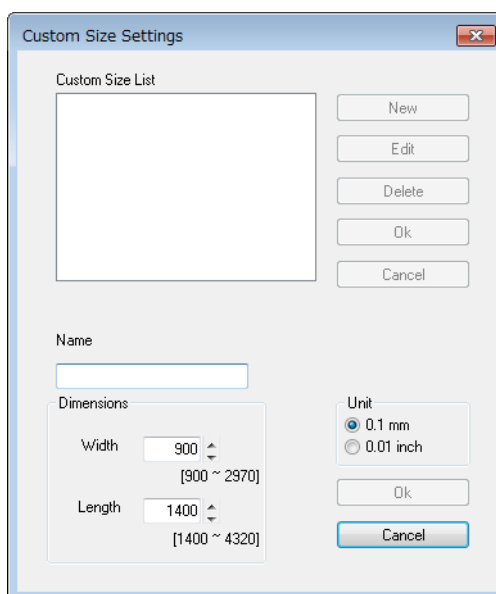 Custom Size Settings
Custom Size List
New
Edit
Delete
Ok
Cancel
Name
Dimensions
Width 900
[900 ~ 2970]
Length 1400
[1400 ~ 4320]
Unit
0.1 mm
0.01 inch
Ok
Cancel